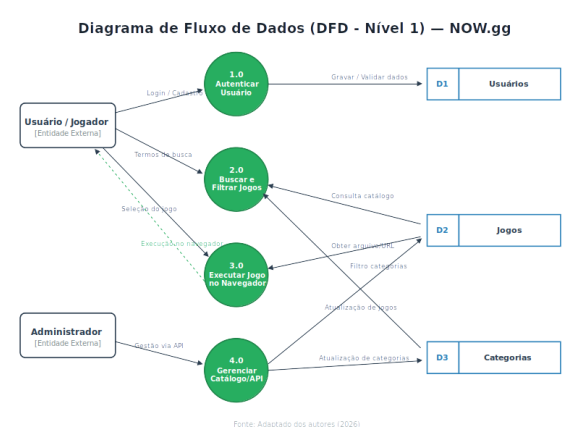 Diagrama de Fluxo de Dados (DFD - Nível 1) — NOW.gg
1.0
Autenticar
Usuário
Login / Cadastro
Gravar / Validar dados
D1
Usuários
Usuário / Jogador
[Entidade Externa]
Termos de busca
2.0
Buscar e
Filtrar Jogos
Consulta catálogo
Seleção do jogo
D2
Jogos
Execução no navegador
Obter arquivo/URL
3.0
Executar Jogo
no Navegador
Filtro categorias
Atualização de jogos
Administrador
[Entidade Externa]
Gestão via API
4.0
Gerenciar
Catálogo/API
Atualização de categorias
D3
Categorias
Fonte: Adaptado dos autores (2026)